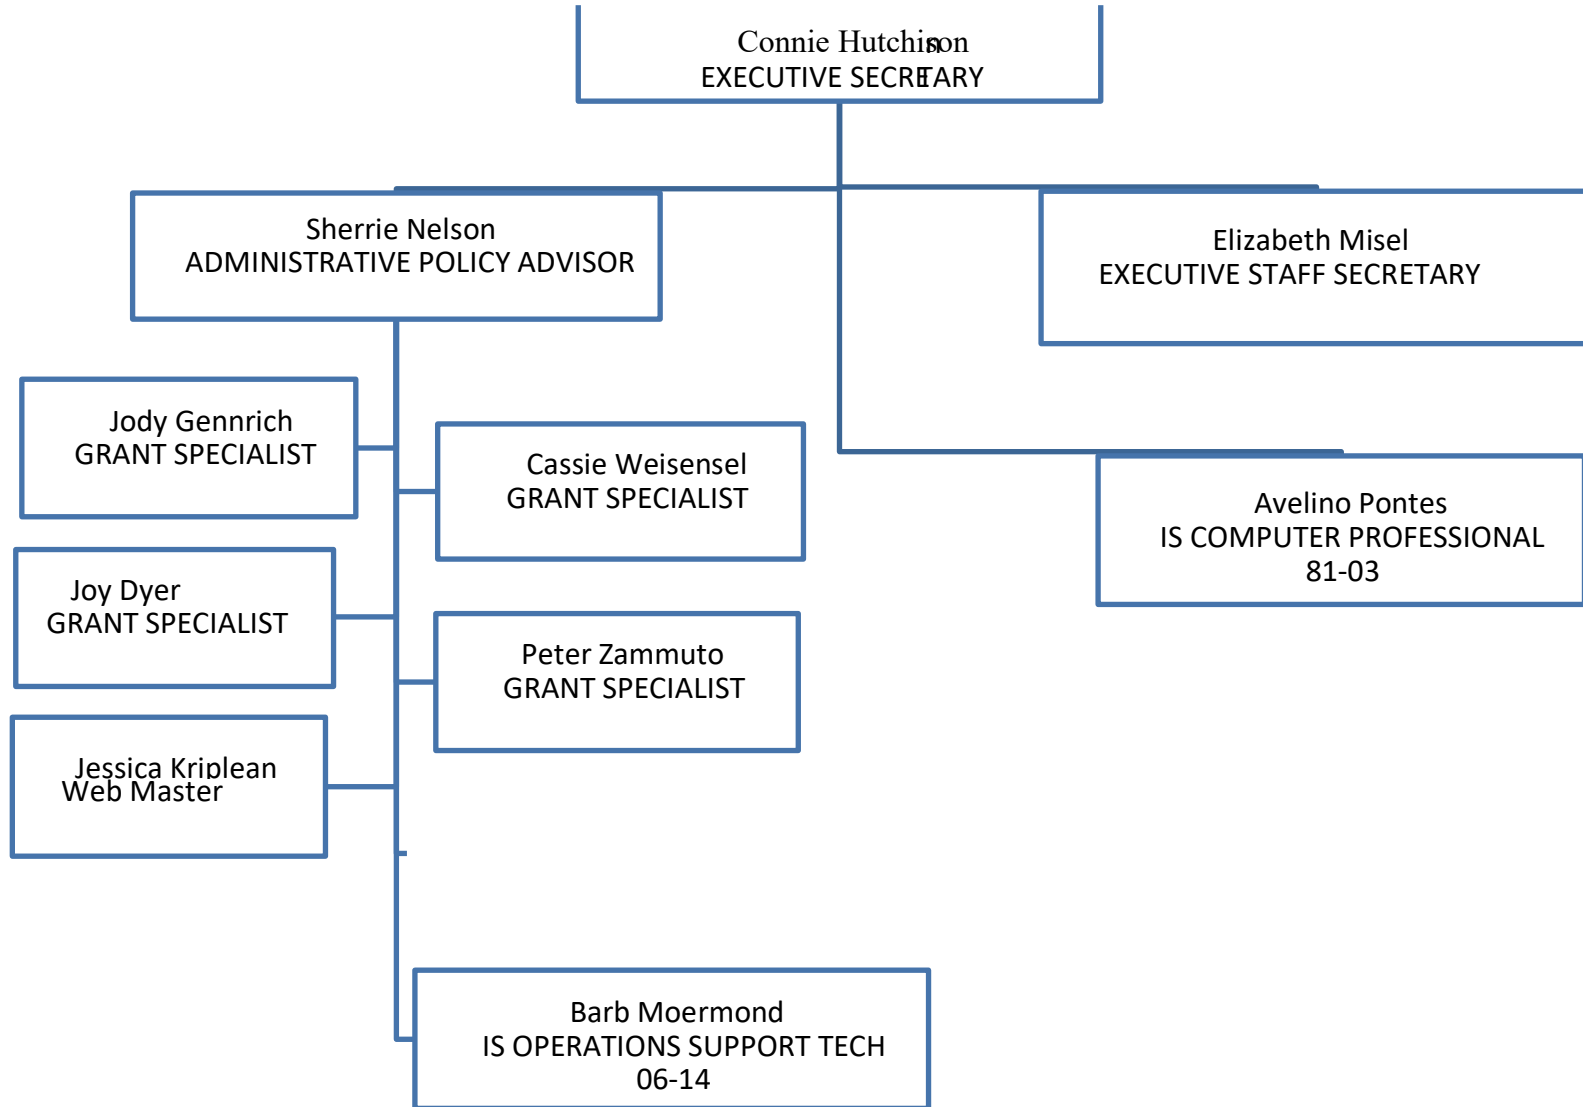 Connie Hutchison
EXECUTIVE SECRETARY
Sherrie Nelson
ADMINISTRATIVE POLICY ADVISOR
Elizabeth Misel
EXECUTIVE STAFF SECRETARY
Jody Gennrich
GRANT SPECIALIST
Cassie Weisensel
GRANT SPECIALIST
Avelino Pontes
IS COMPUTER PROFESSIONAL
81-03
Joy Dyer
GRANT SPECIALIST
Peter Zammuto
GRANT SPECIALIST
Jessica Kriplean
Web Master
Barb Moermond
IS OPERATIONS SUPPORT TECH
06-14